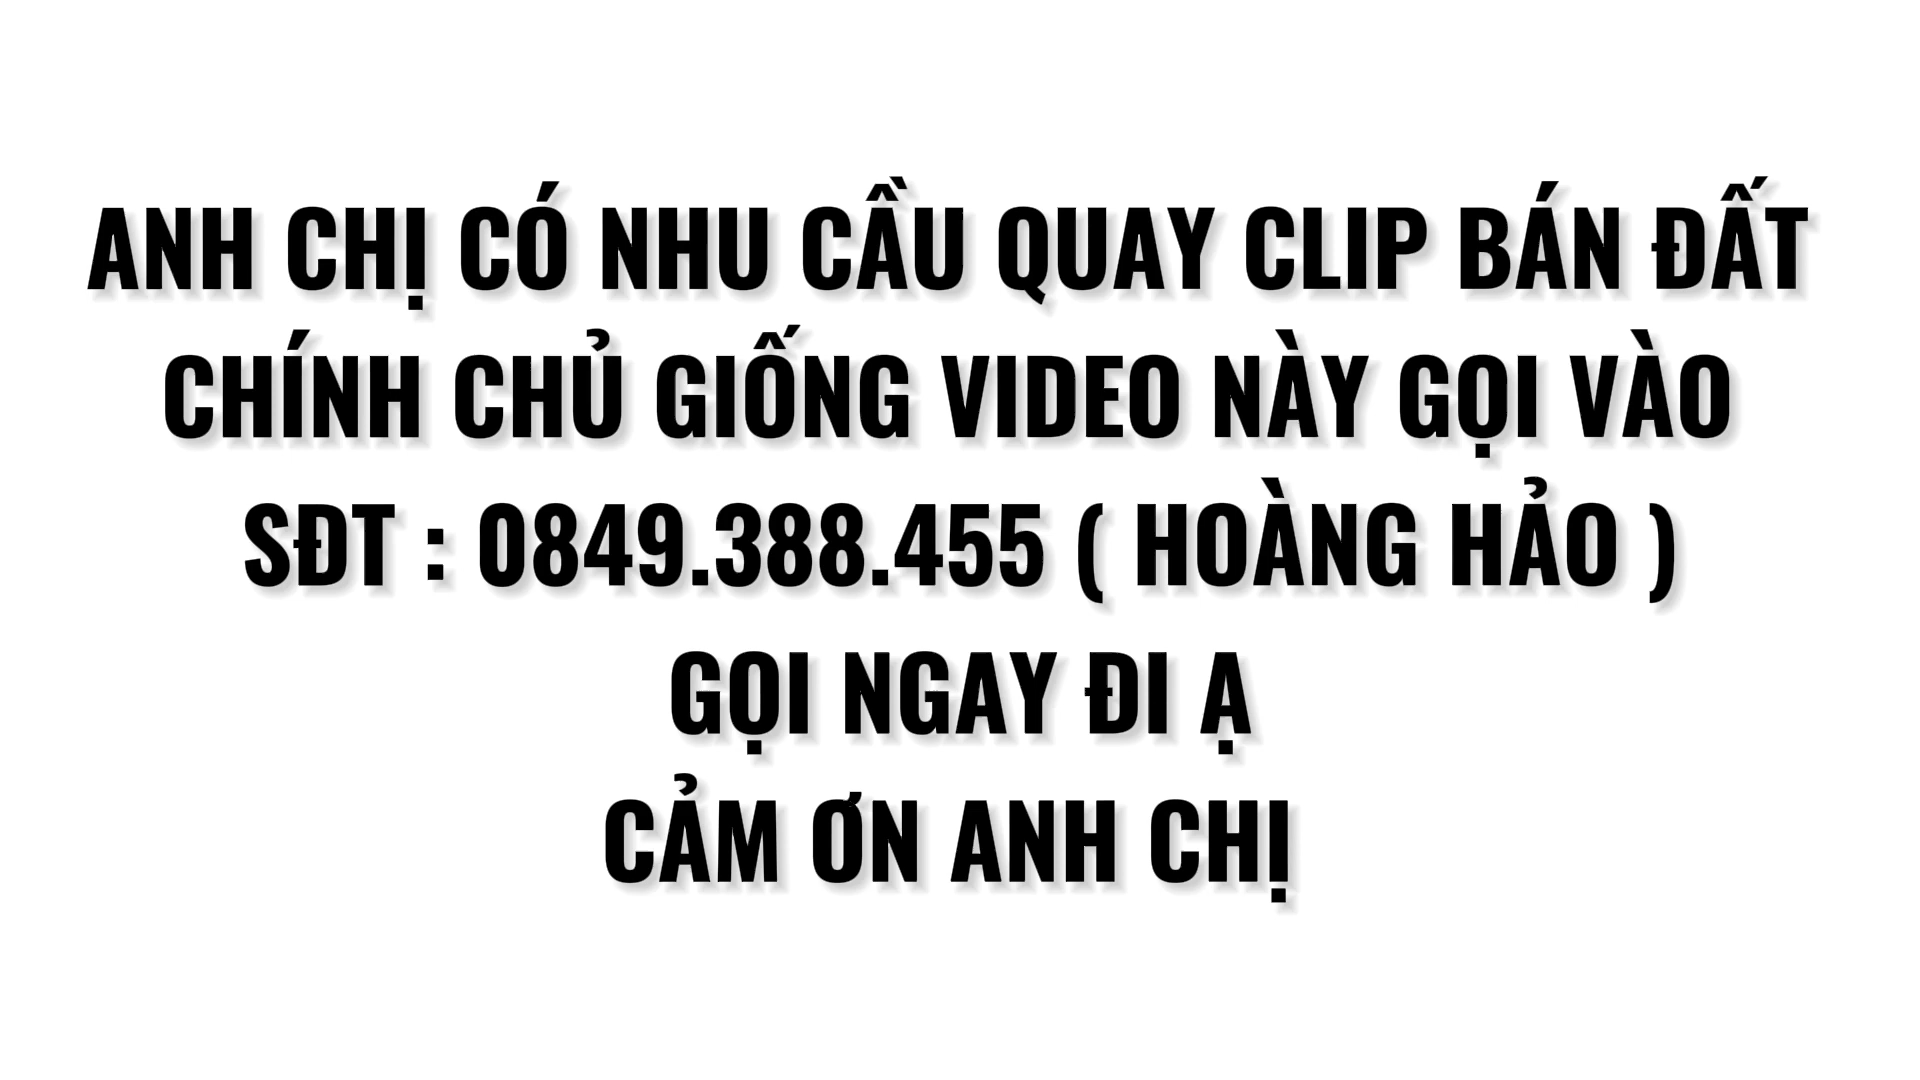 ANH CHỊ CÓ NHU CẦU QUAY CLIP BÁN ĐẤT
CHÍNH CHỦ GIỐNG VIDEO NÀY GỌI VÀO
SĐT : 0849.388.455 ( HOÀNG HẢO )
GỌI NGAY ĐI Ạ
CẢM ƠN ANH CHỊ